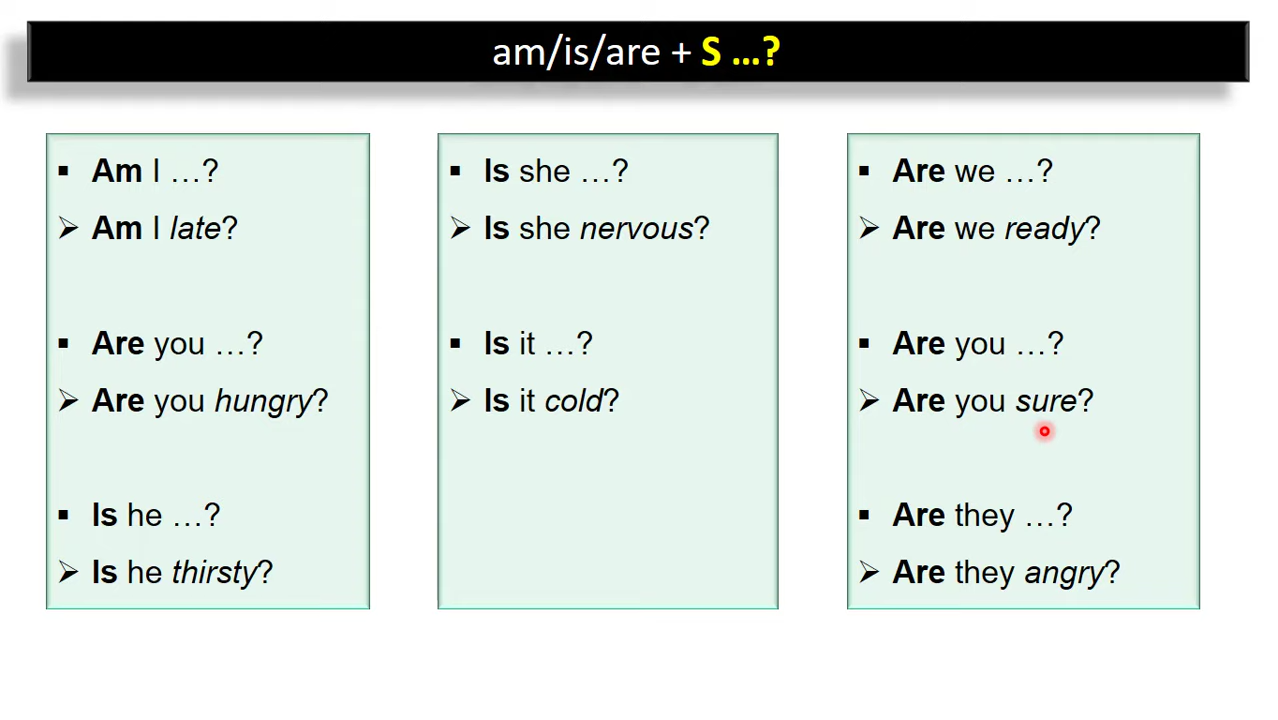 am/is/are + S …?
▪ Am I …?
➢ Am I late?
▪ Are you …?
➢ Are you hungry?
▪ Is he …?
➢ Is he thirsty?
▪ Is she …?
➢ Is she nervous?
▪ Is it …?
➢ Is it cold?
▪ Are we …?
➢ Are we ready?
▪ Are you …?
➢ Are you sure?
▪ Are they …?
➢ Are they angry?